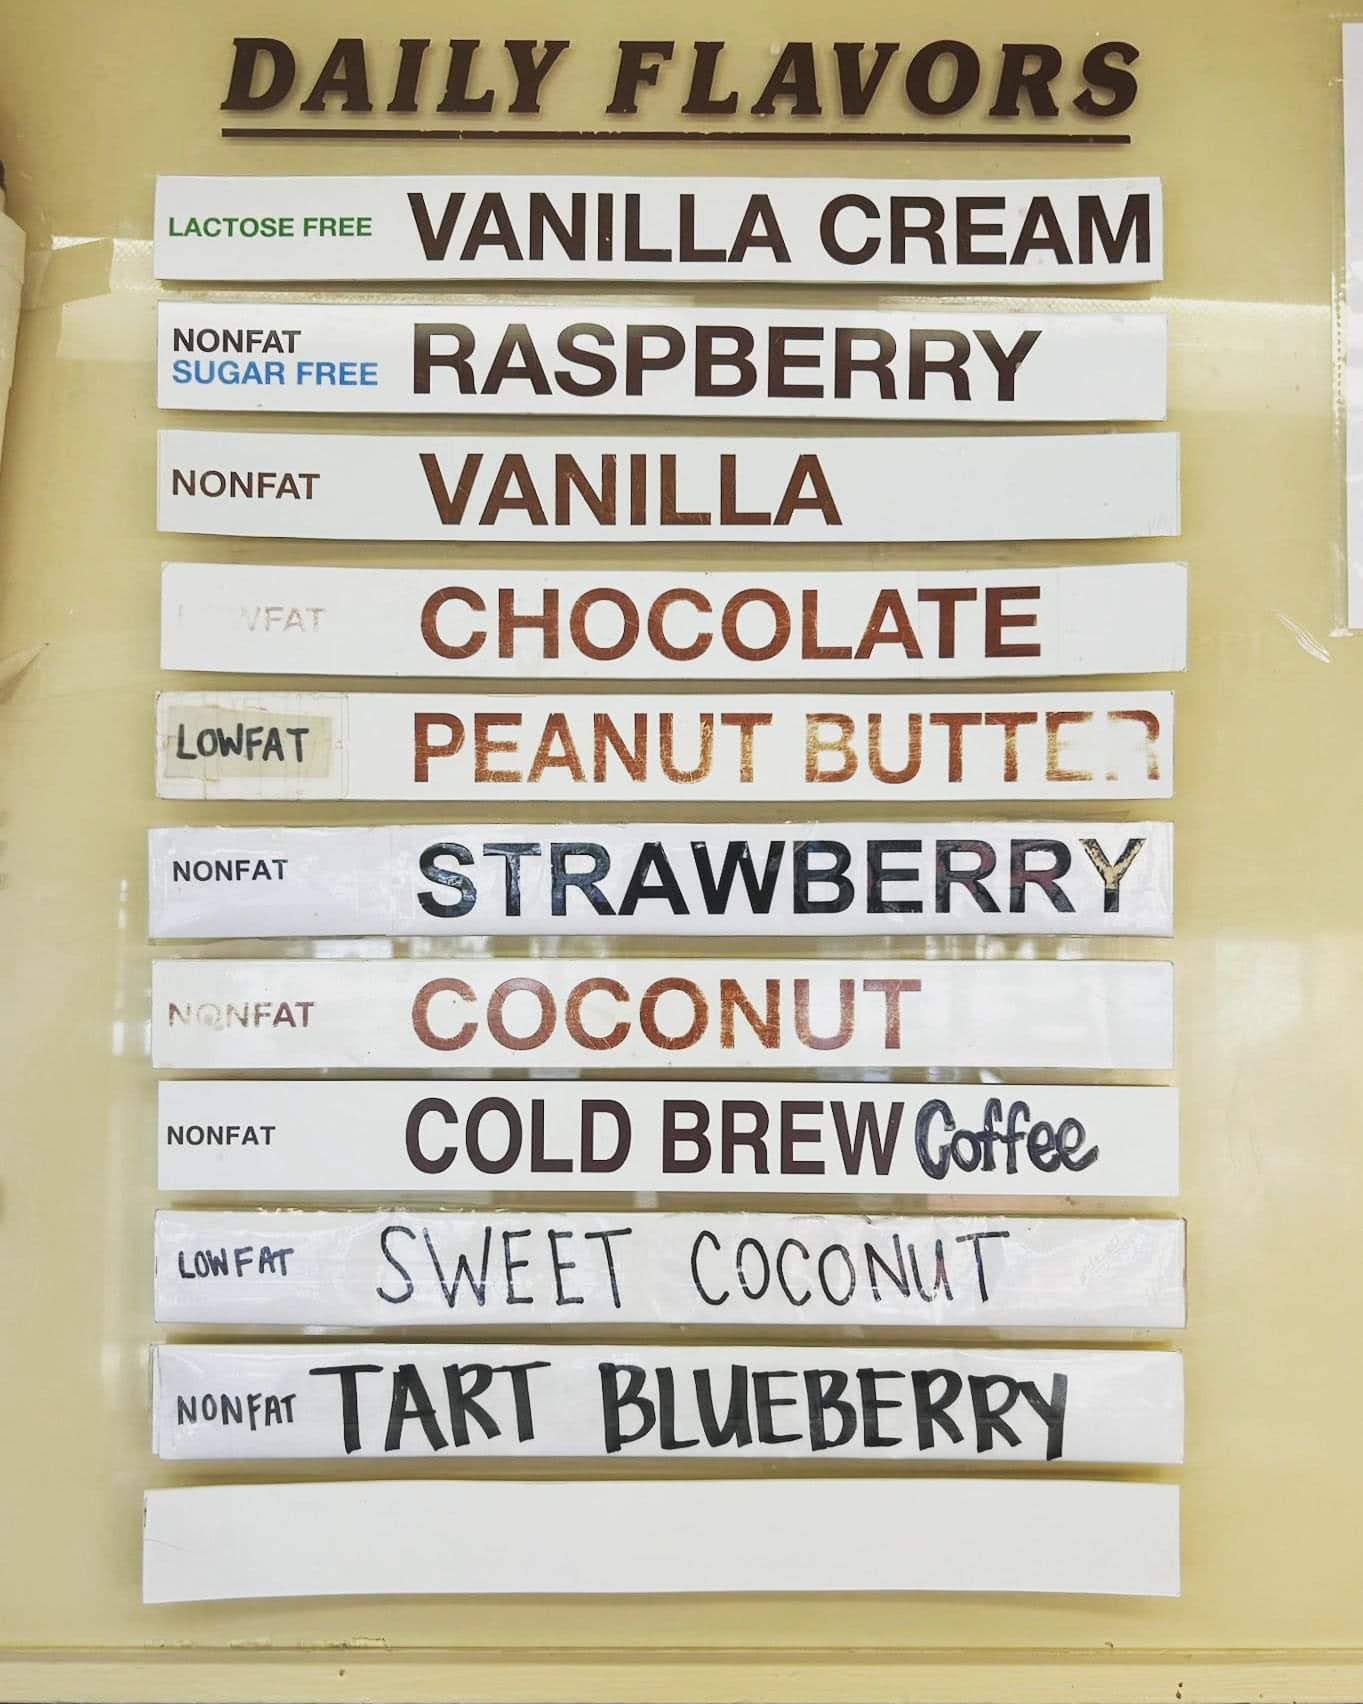 DAILY FLAVORS
LACTOSE FREE VANILLA CREAM
NONFAT SUGAR FREE RASPBERRY
NONFAT VANILLA
LOWFAT CHOCOLATE
LOWFAT PEANUT BUTTER
NONFAT STRAWBERRY
NONFAT COCONUT
NONFAT COLD BREW Coffee
LOWFAT SWEET COCONUT
NONFAT TART BLUEBERRY